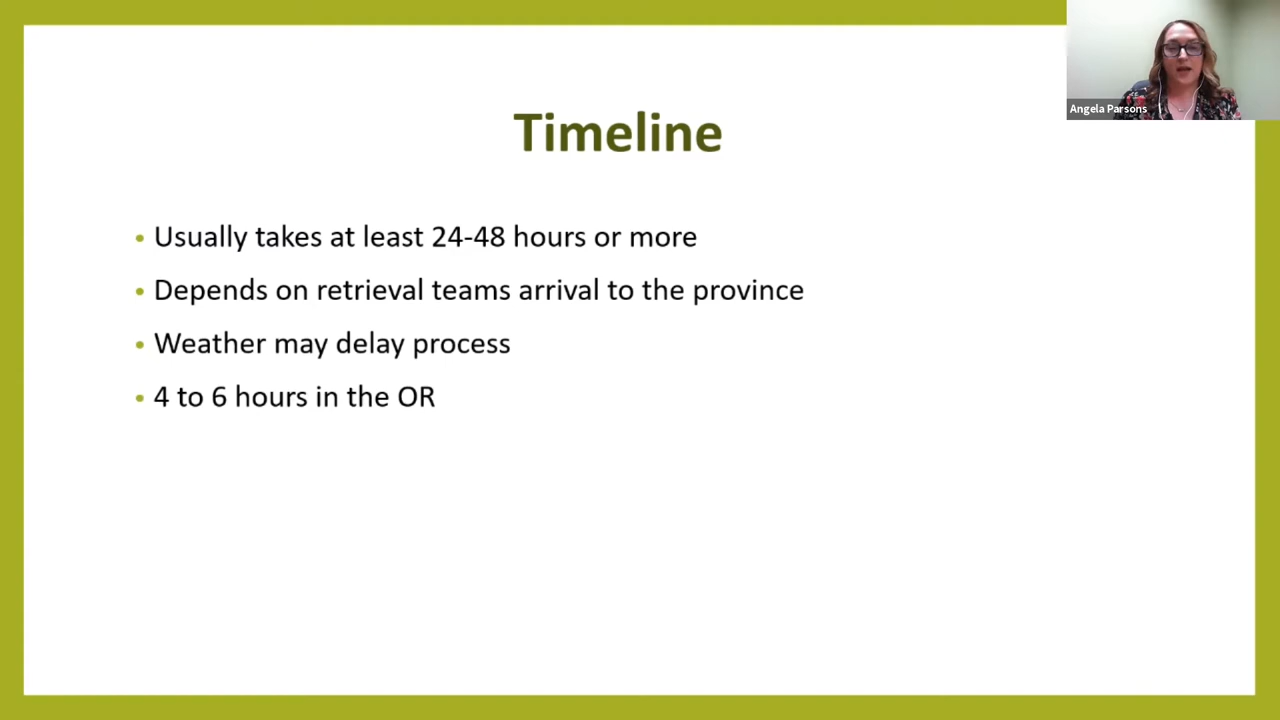 Angela Parsons
Timeline
• Usually takes at least 24-48 hours or more
• Depends on retrieval teams arrival to the province
• Weather may delay process
• 4 to 6 hours in the OR